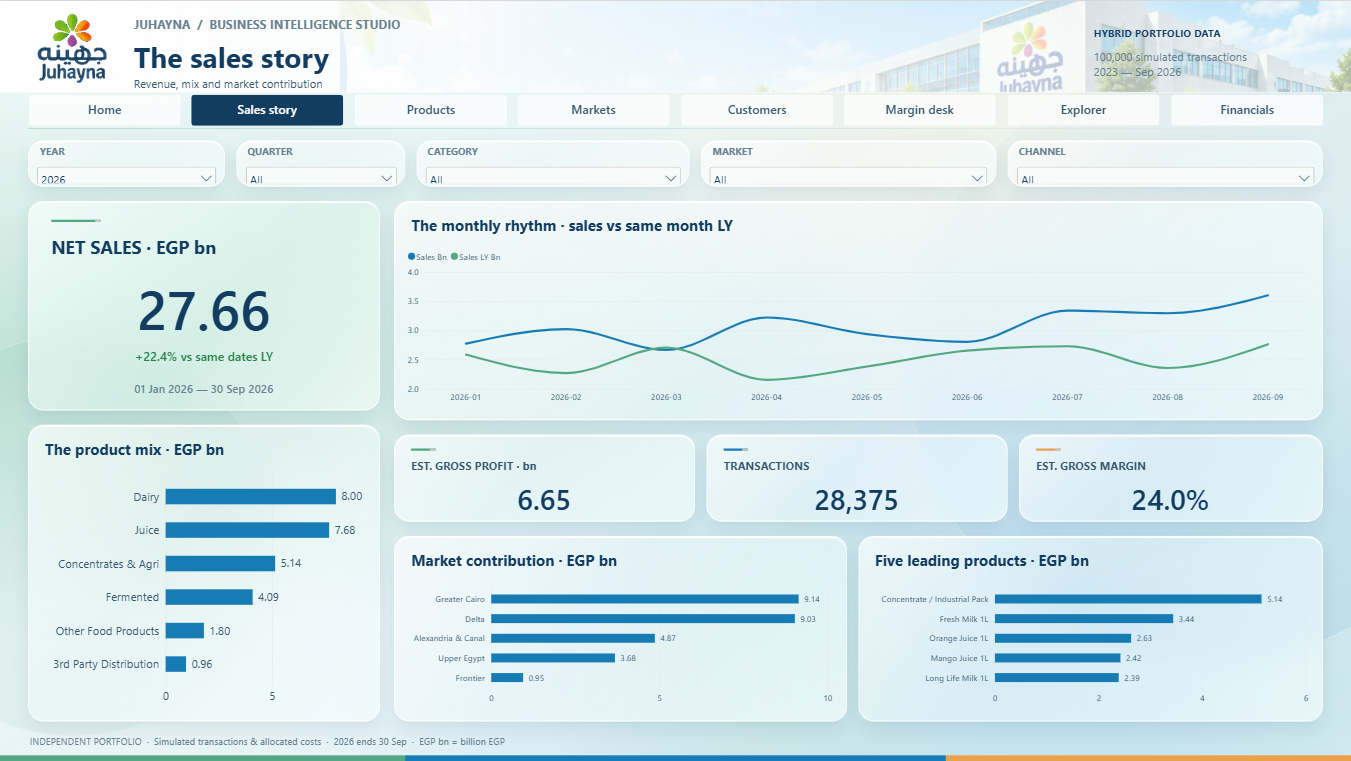 جهينه
Juhayna
JUHAYNA / BUSINESS INTELLIGENCE STUDIO
The sales story
Revenue, mix and market contribution
جهينه
Juhayna
HYBRID PORTFOLIO DATA
100,000 simulated transactions
2023 — Sep 2026
Home
Sales story
Products
Markets
Customers
Margin desk
Explorer
Financials
YEAR
2026
QUARTER
All
CATEGORY
All
MARKET
All
CHANNEL
All
NET SALES · EGP bn
27.66
+22.4% vs same dates LY
01 Jan 2026 — 30 Sep 2026
The monthly rhythm · sales vs same month LY
Sales Bn Sales LY Bn
4.0
3.5
3.0
2.5
2.0
2026-01 2026-02 2026-03 2026-04 2026-05 2026-06 2026-07 2026-08 2026-09
The product mix · EGP bn
Dairy 8.00
Juice 7.68
Concentrates & Agri 5.14
Fermented 4.09
Other Food Products 1.80
3rd Party Distribution 0.96
0 5
EST. GROSS PROFIT · bn
6.65
TRANSACTIONS
28,375
EST. GROSS MARGIN
24.0%
Market contribution · EGP bn
Greater Cairo 9.14
Delta 9.03
Alexandria & Canal 4.87
Upper Egypt 3.68
Frontier 0.95
0 5 10
Five leading products · EGP bn
Concentrate / Industrial Pack 5.14
Fresh Milk 1L 3.44
Orange Juice 1L 2.63
Mango Juice 1L 2.42
Long Life Milk 1L 2.39
0 2 4 6
INDEPENDENT PORTFOLIO · Simulated transactions & allocated costs · 2026 ends 30 Sep · EGP bn = billion EGP